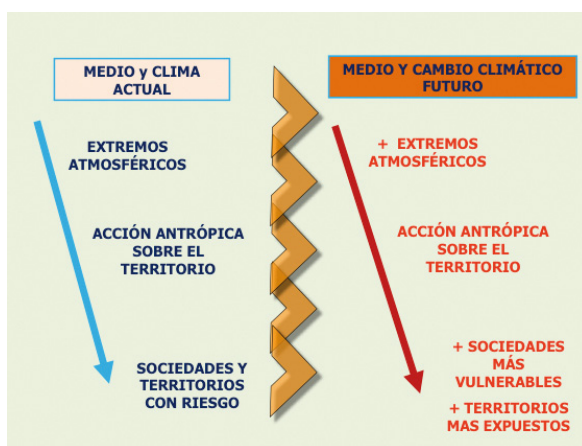 MEDIO y CLIMA
ACTUAL
EXTREMOS
ATMOSFÉRICOS
ACCIÓN ANTRÓPICA
SOBRE EL
TERRITORIO
SOCIEDADES Y
TERRITORIOS
CON RIESGO
MEDIO Y CAMBIO CLIMÁTICO
FUTURO
+ EXTREMOS
ATMOSFÉRICOS
ACCIÓN ANTRÓPICA
SOBRE EL
TERRITORIO
+ SOCIEDADES
MÁS
VULNERABLES
+ TERRITORIOS
MAS EXPUESTOS